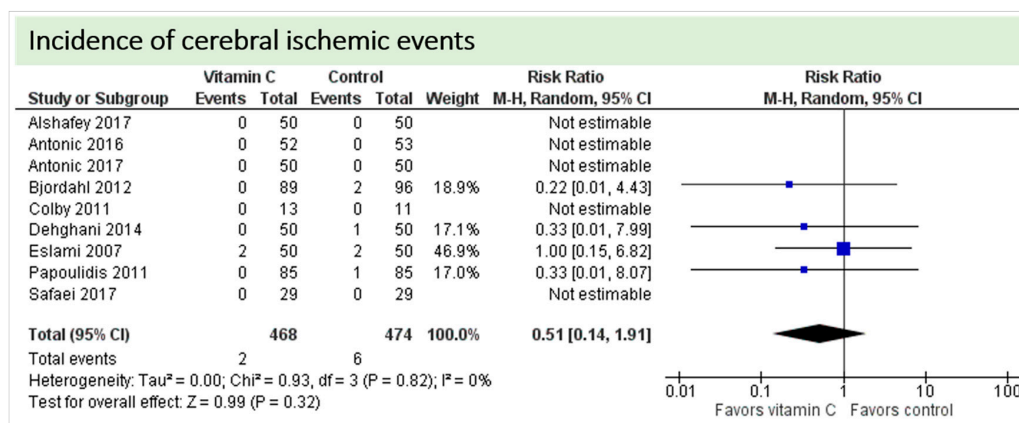 Incidence of cerebral ischemic events
Vitamin C Control Risk Ratio Risk Ratio
Study or Subgroup Events Total Events Total Weight M-H, Random, 95% CI M-H, Random, 95% CI
Alshafey 2017 0 50 0 50 Not estimable
Antonic 2016 0 52 0 53 Not estimable
Antonic 2017 0 50 0 50 Not estimable
Bjordahl 2012 0 89 2 96 18.9% 0.22 [0.01, 4.43]
Colby 2011 0 13 0 11 Not estimable
Dehghani 2014 0 50 1 50 17.1% 0.33 [0.01, 7.99]
Eslami 2007 2 50 2 50 46.9% 1.00 [0.15, 6.82]
Papoulidis 2011 0 85 1 85 17.0% 0.33 [0.01, 8.07]
Safaei 2017 0 29 0 29 Not estimable
Total (95% CI) 468 474 100.0% 0.51 [0.14, 1.91]
Total events 2 6
Heterogeneity: Tau² = 0.00; Chi² = 0.93, df = 3 (P = 0.82); I² = 0%
Test for overall effect: Z = 0.99 (P = 0.32)
0.01 0.1 1 10 100
Favors vitamin C Favors control